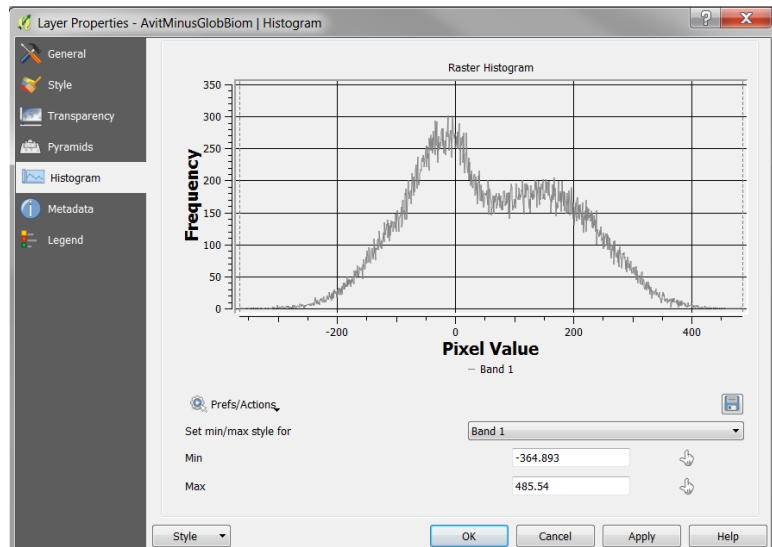 Layer Properties - AvitMinusGlobBiom | Histogram
?
X
General
Style
Transparency
Pyramids
Histogram
Metadata
Legend
Raster Histogram
350
300
250
200
150
100
50
0
Frequency
-200
0
200
400
Pixel Value
Band 1
Prefs/Actions
Set min/max style for
Band 1
Min
-364.893
Max
485.54
Style
OK
Cancel
Apply
Help